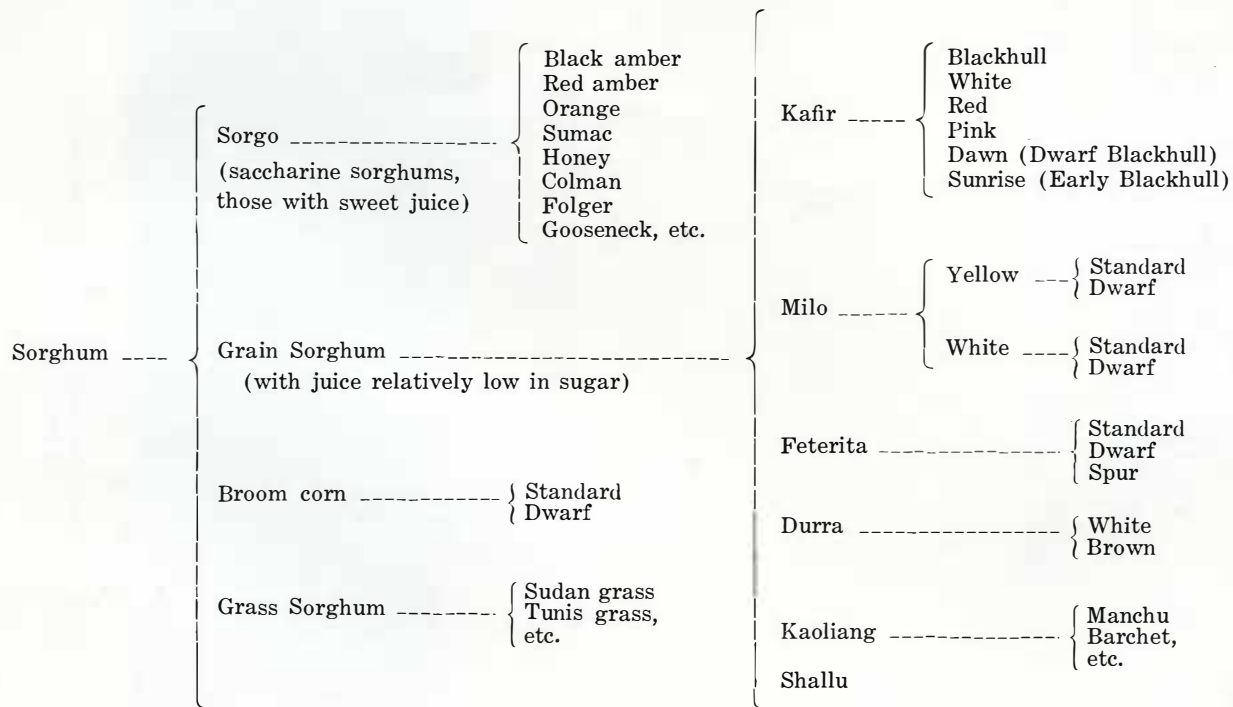 Sorghum
Sorgo
(saccharine sorghums,
those with sweet juice)
Black amber
Red amber
Orange
Sumac
Honey
Colman
Folger
Gooseneck, etc.
Grain Sorghum
(with juice relatively low in sugar)
Kafir
Blackhull
White
Red
Pink
Dawn (Dwarf Blackhull)
Sunrise (Early Blackhull)
Milo
Yellow
Standard
Dwarf
White
Standard
Dwarf
Feterita
Standard
Dwarf
Spur
Durra
White
Brown
Kaoliang
Manchu
Barchet,
etc.
Shallu
Broom corn
Standard
Dwarf
Grass Sorghum
Sudan grass
Tunis grass,
etc.